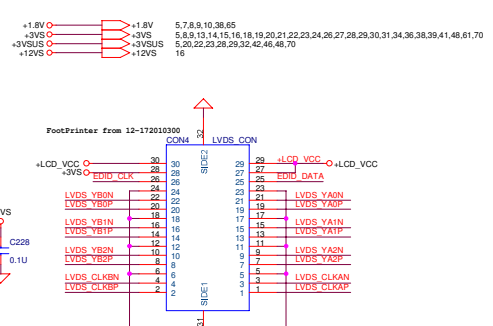 +1.8V +1.8V 5,7,8,9,10,38,65
+3VS +3VS 5,8,9,13,14,15,16,18,19,20,21,22,23,24,26,27,28,29,30,31,34,36,38,39,41,48,61,70
+3VSUS +3VSUS 5,20,22,23,28,29,32,42,46,48,70
+12VS +12VS 16
FootPrinter from 12-172010300
CON4 32 LVDS_CON
SIDE2
+LCD_VCC 30 30 29 29 +LCD_VCC +LCD_VCC
+3VS 28 28 27 27
EDID_CLK 26 26 25 25 EDID_DATA
24 24 23 23
LVDS_YB0N 22 22 21 21 LVDS_YA0N
LVDS_YB0P 20 20 19 19 LVDS_YA0P
18 18 17 17
LVDS_YB1N 16 16 15 15 LVDS_YA1N
LVDS_YB1P 14 14 13 13 LVDS_YA1P
12 12 11 11
LVDS_YB2N 10 10 9 9 LVDS_YA2N
LVDS_YB2P 8 8 7 7 LVDS_YA2P
6 6 5 5
LVDS_CLKBN 4 4 3 3 LVDS_CLKAN
LVDS_CLKBP 2 2 1 1 LVDS_CLKAP
SIDE1
31
VS
C228
0.1U